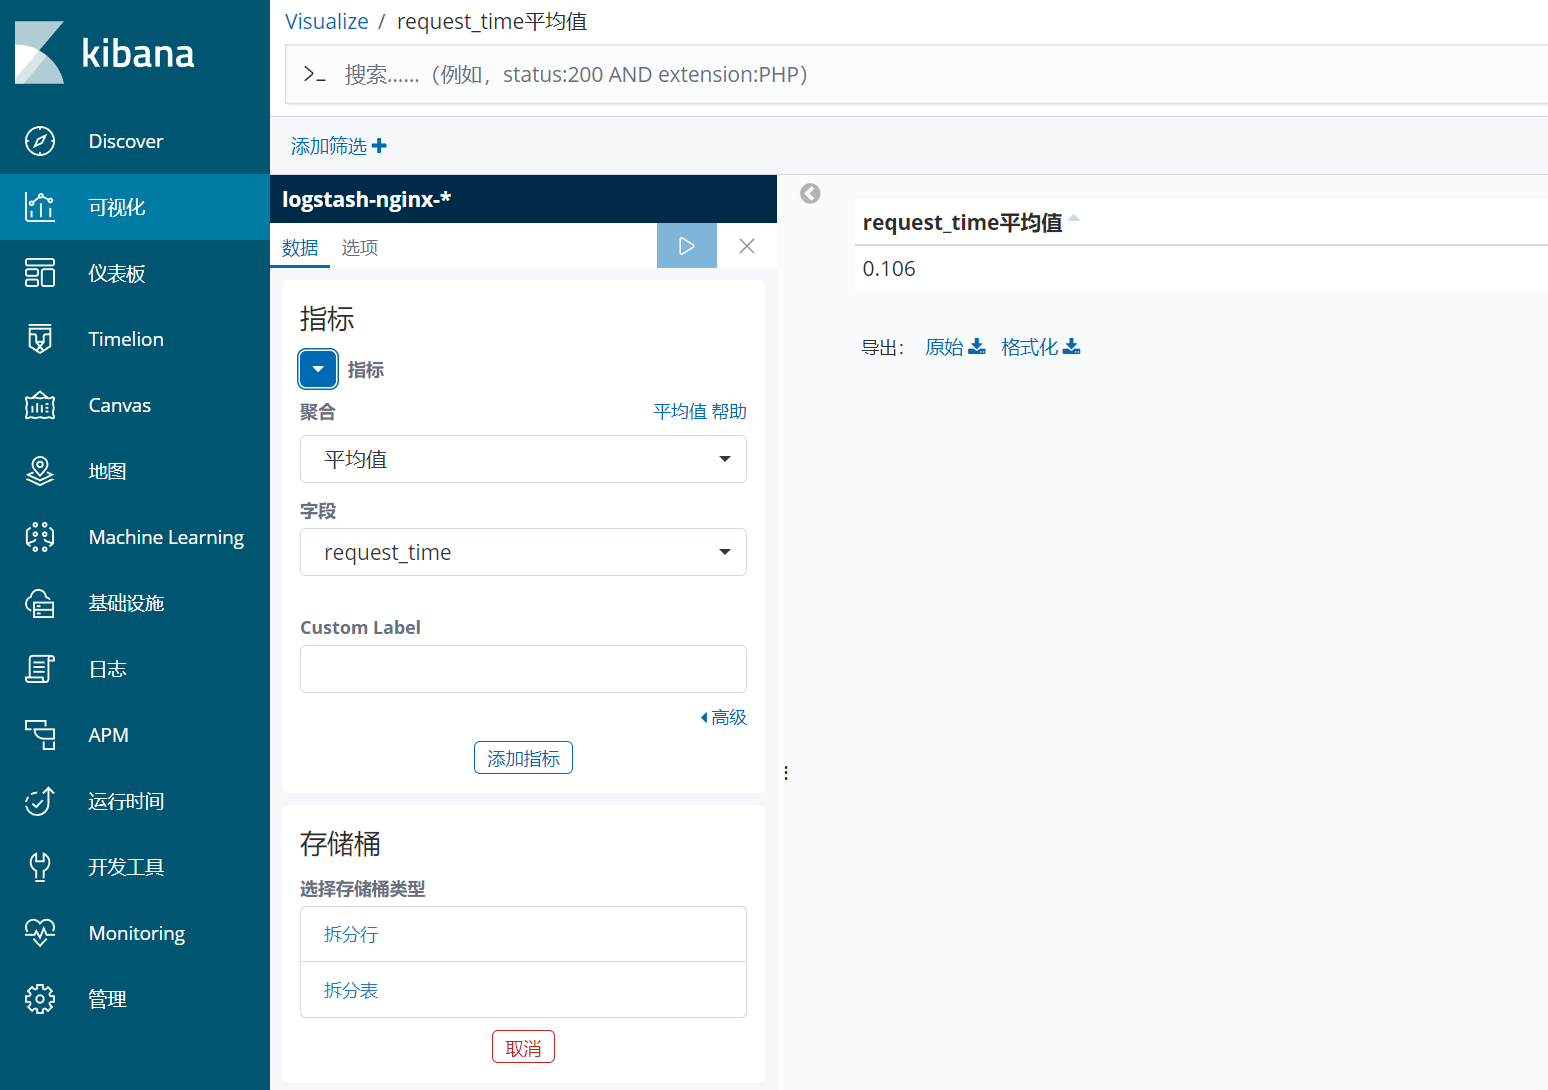 kibana
Discover
可视化
仪表板
Timelion
Canvas
地图
Machine Learning
基础设施
日志
APM
运行时间
开发工具
Monitoring
管理
Visualize / request_time平均值
>_ 搜索......（例如，status:200 AND extension:PHP）
添加筛选
logstash-nginx-*
数据 选项
指标
指标
聚合 平均值 帮助
平均值
字段
request_time
Custom Label
高级
添加指标
存储桶
选择存储桶类型
拆分行
拆分表
取消
request_time平均值
0.106
导出： 原始 格式化